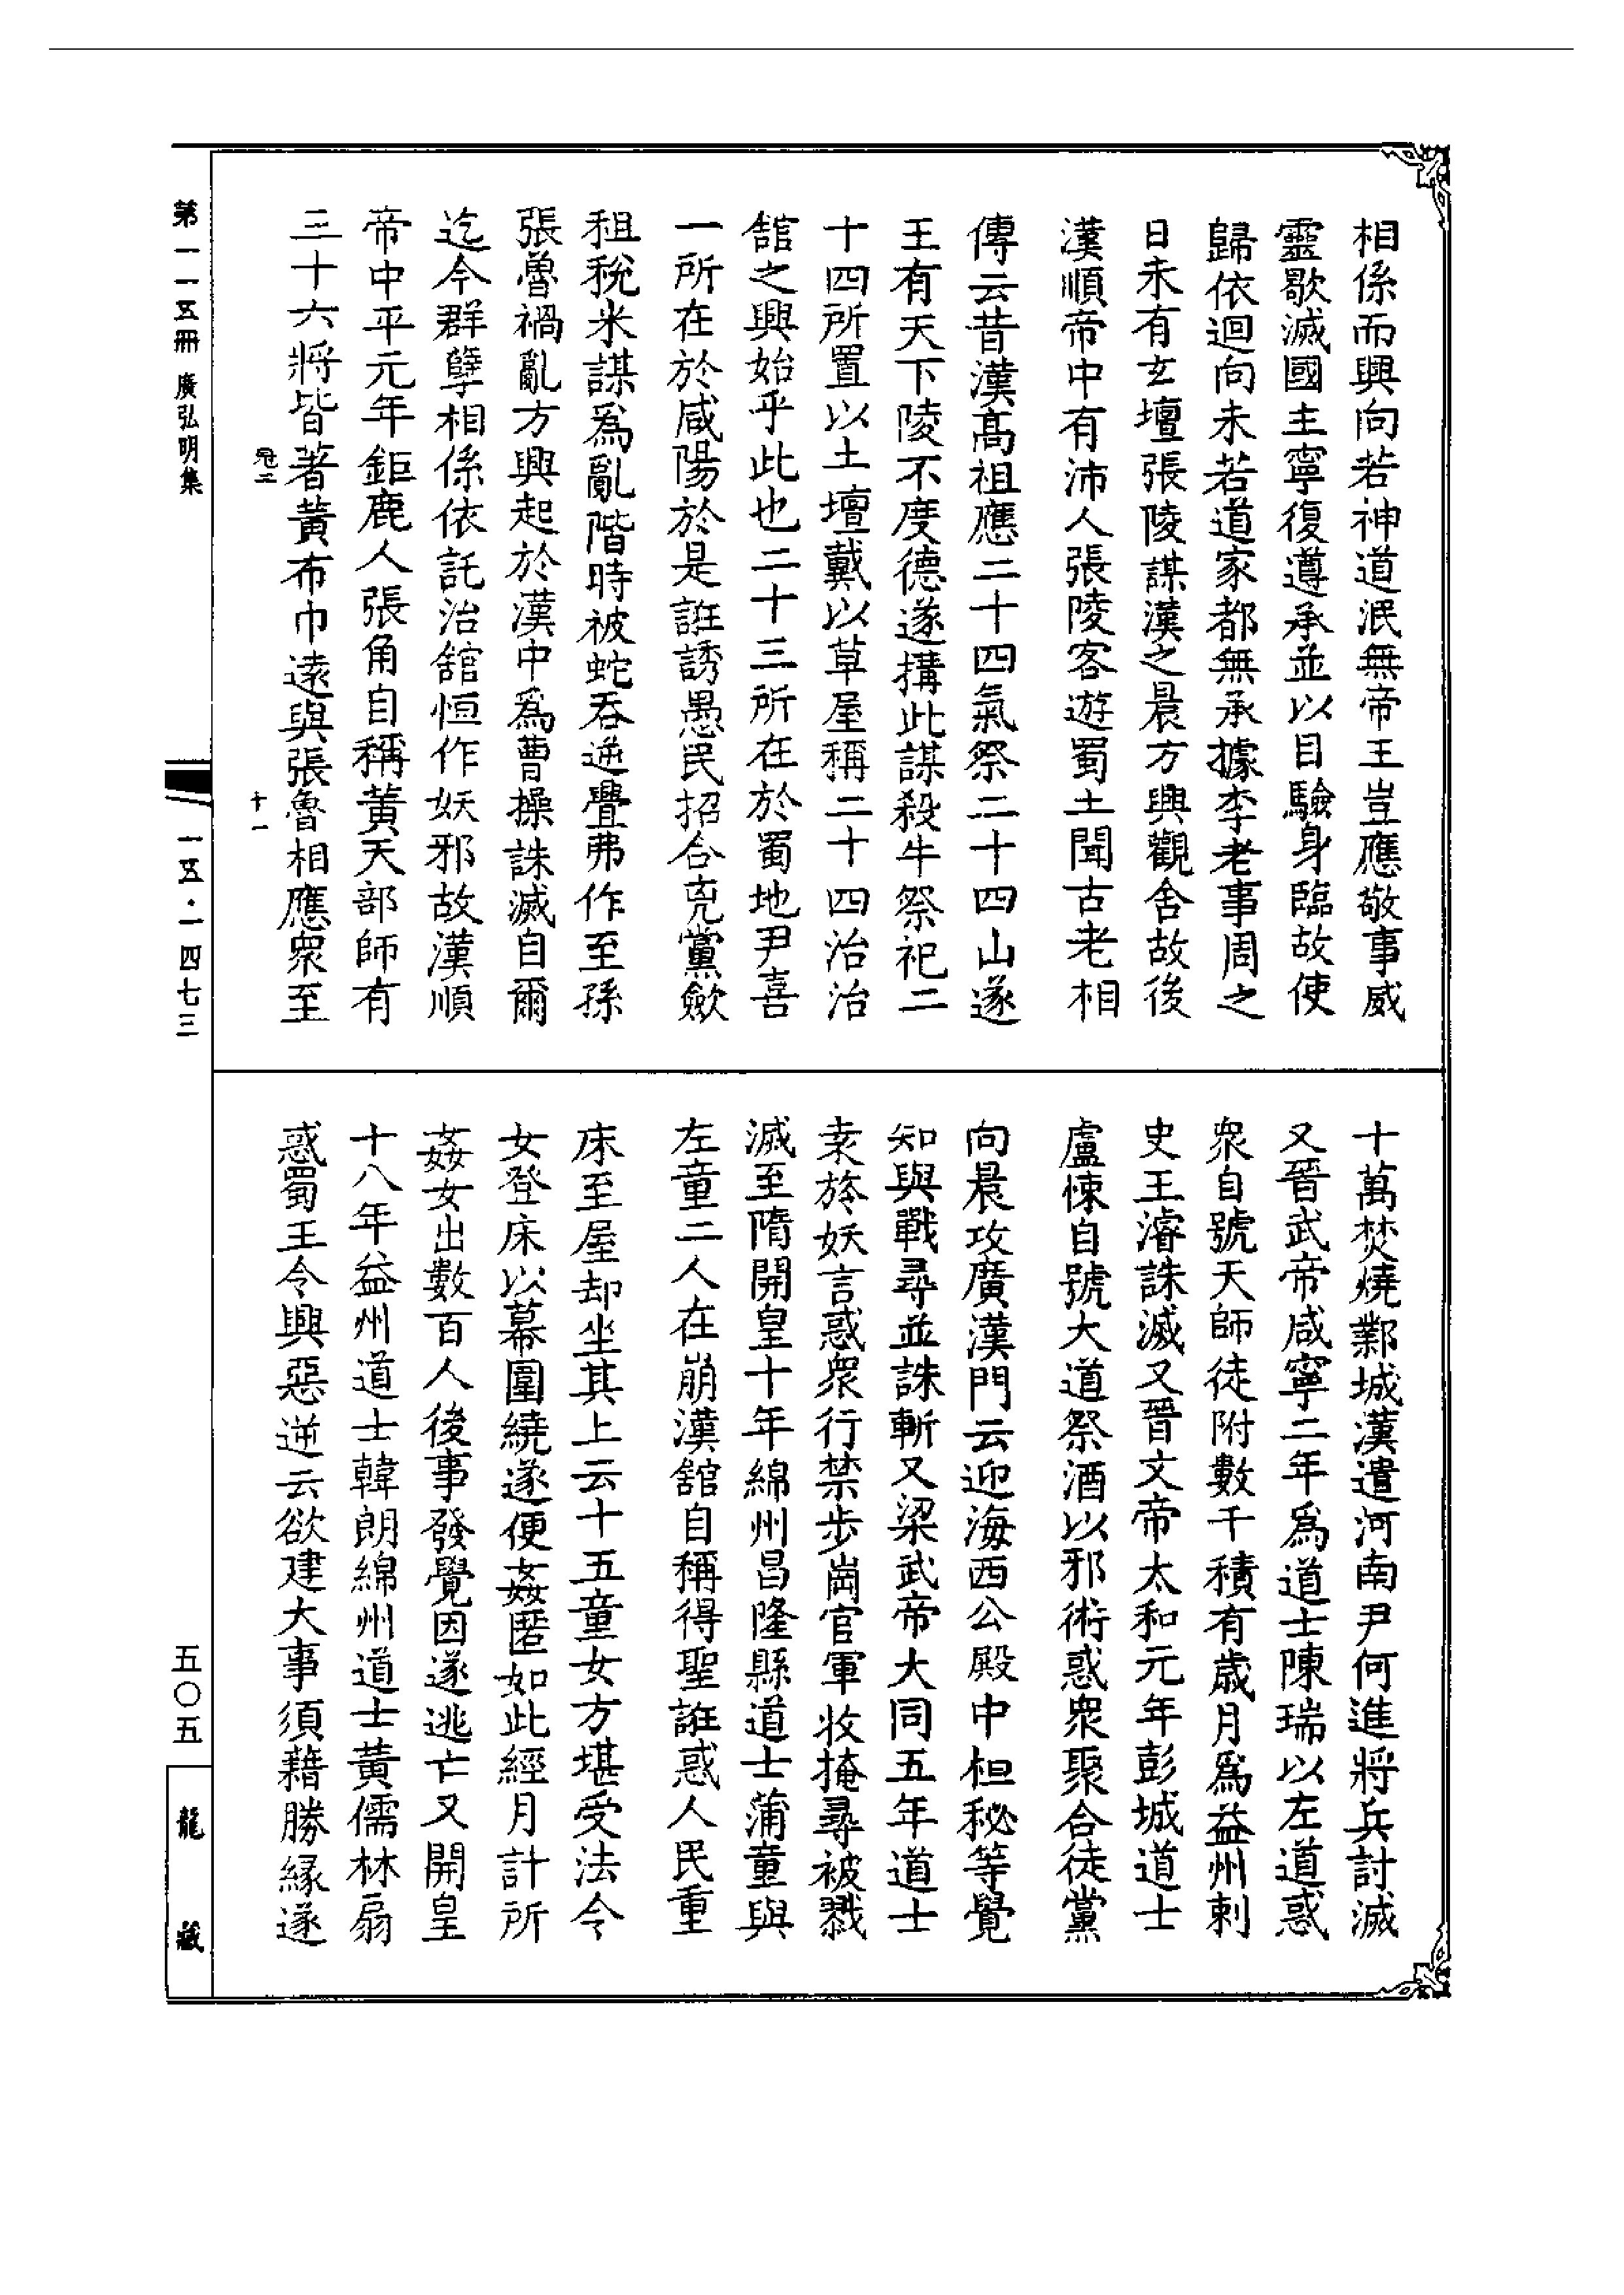 相係而興向若神道泯無帝王豈應敬事威
靈歇滅國主寧復遵承並以目驗身臨故使
歸依迴向未若道家都無承據李老事周之
日未有玄壇張陵謀漢之晨方興觀舍故後
漢順帝中有沛人張陵客遊蜀土聞古老相
傳云昔漢高祖應二十四氣祭二十四山遂
王有天下陵不度德遂搆此謀殺牛祭祀二
十四所置以土壇戴以草屋稱二十四治治
舘之興始乎此也二十三所在於蜀地尹喜
一所在於咸陽於是誑誘愚民招合兇黨歛
租稅米謀爲亂階時被蛇吞逆釁弗作至孫
張魯禍亂方興起於漢中爲曹操誅滅自爾
迄今群孽相係依託治舘恒作妖邪故漢順
帝中平元年鉅鹿人張角自稱黃天部師有
三十六將皆著黃布巾遠與張魯相應衆至
十萬焚燒鄴城漢遣河南尹何進將兵討滅
又晉武帝咸寧二年爲道士陳瑞以左道惑
衆自號天師徒附數千積有歲月爲益州刺
史王濬誅滅又晉文帝太和元年彭城道士
盧悚自號大道祭酒以邪術惑衆聚合徒黨
向晨攻廣漢門云迎海西公殿中桓秘等覺
知與戰尋並誅斬又梁武帝大同五年道士
袤於妖言惑衆行禁步崗官軍收掩尋被戮
滅至隋開皇十年綿州昌隆縣道士蒲童與
左童二人在崩漢舘自稱得聖誑惑人民重
床至屋却坐其上云十五童女方堪受法令
女登床以幕圍繞遂便姦匿如此經月計所
姦女出數百人後事發覺因遂逃亡又開皇
十八年益州道士韓朗綿州道士黃儒林扇
惑蜀王令興惡逆云欲建大事須藉勝緣遂
卷二
十一
第一一五冊 廣弘明集
一五·一四七三
五〇五
龍藏